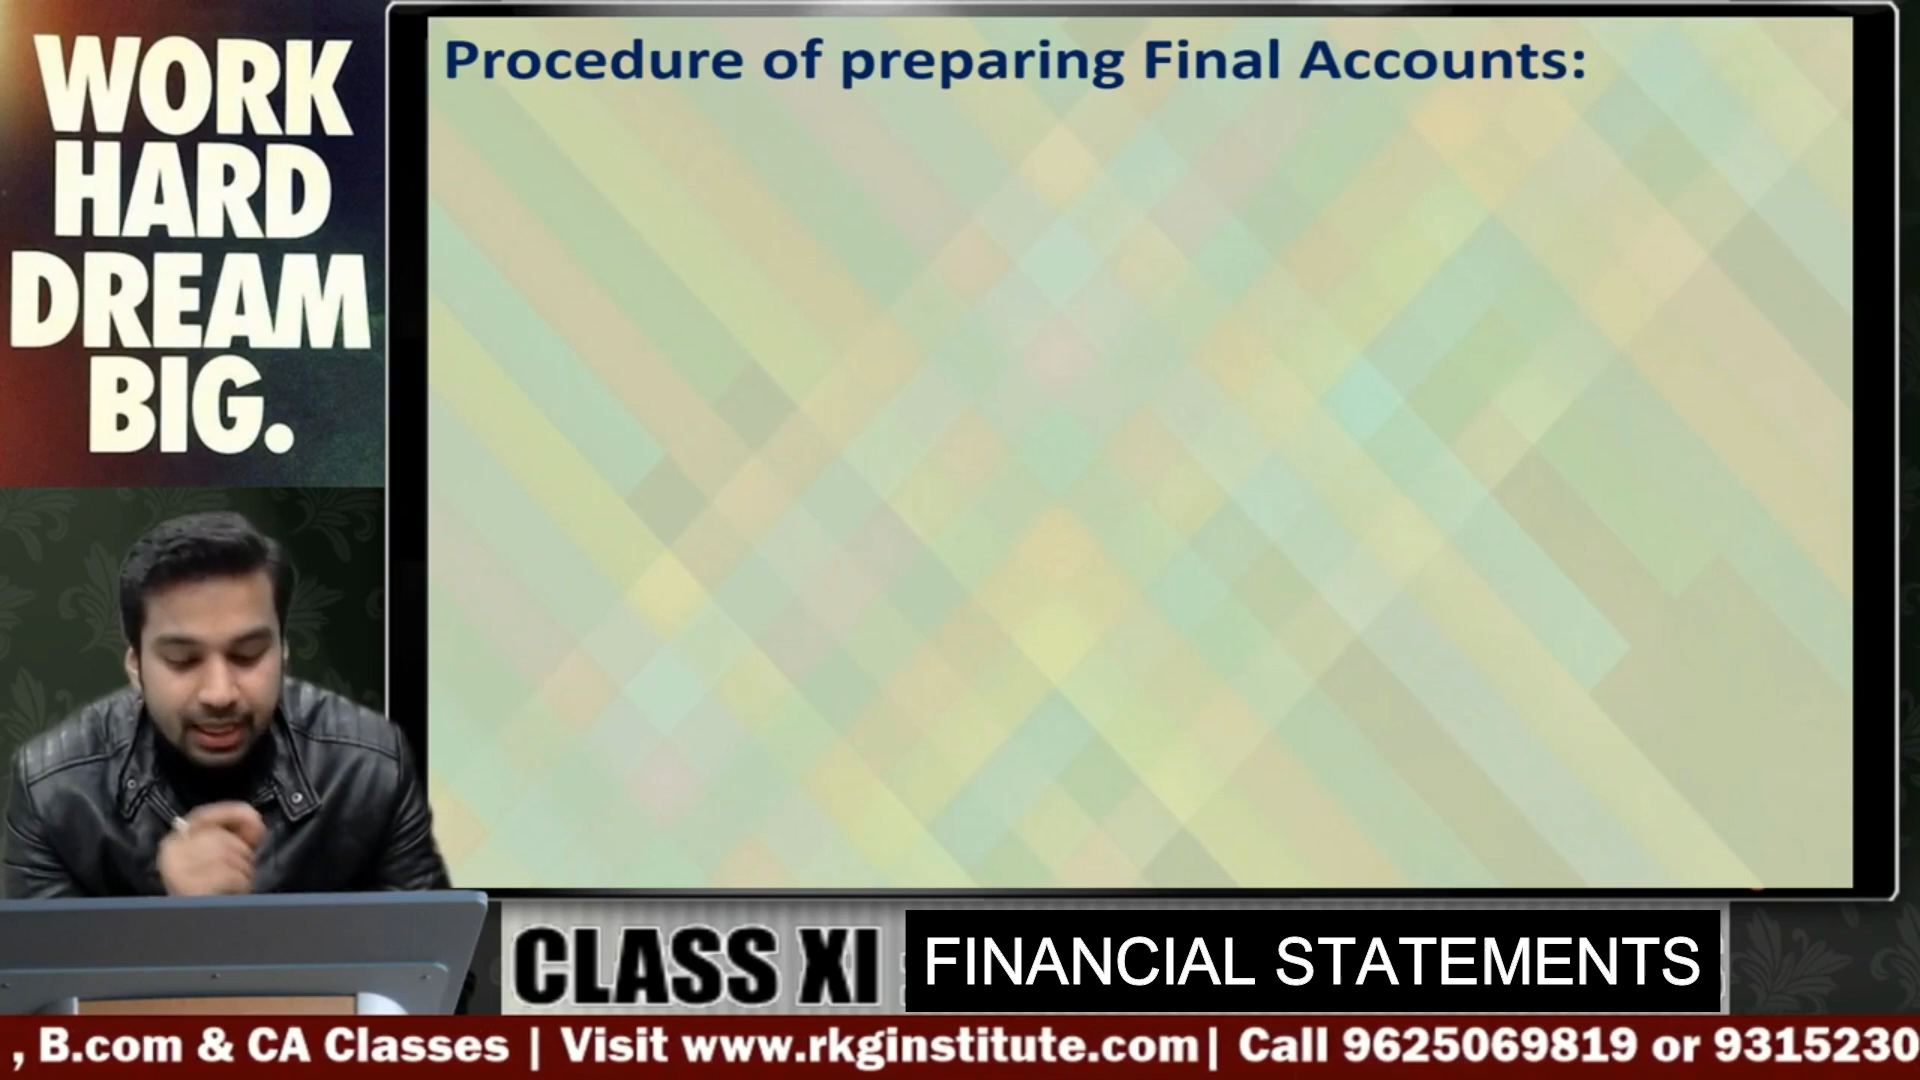 WORK
HARD
DREAM
BIG.
Procedure of preparing Final Accounts:
CLASS XI
FINANCIAL STATEMENTS
, B.com & CA Classes | Visit www.rkginstitute.com| Call 9625069819 or 9315230